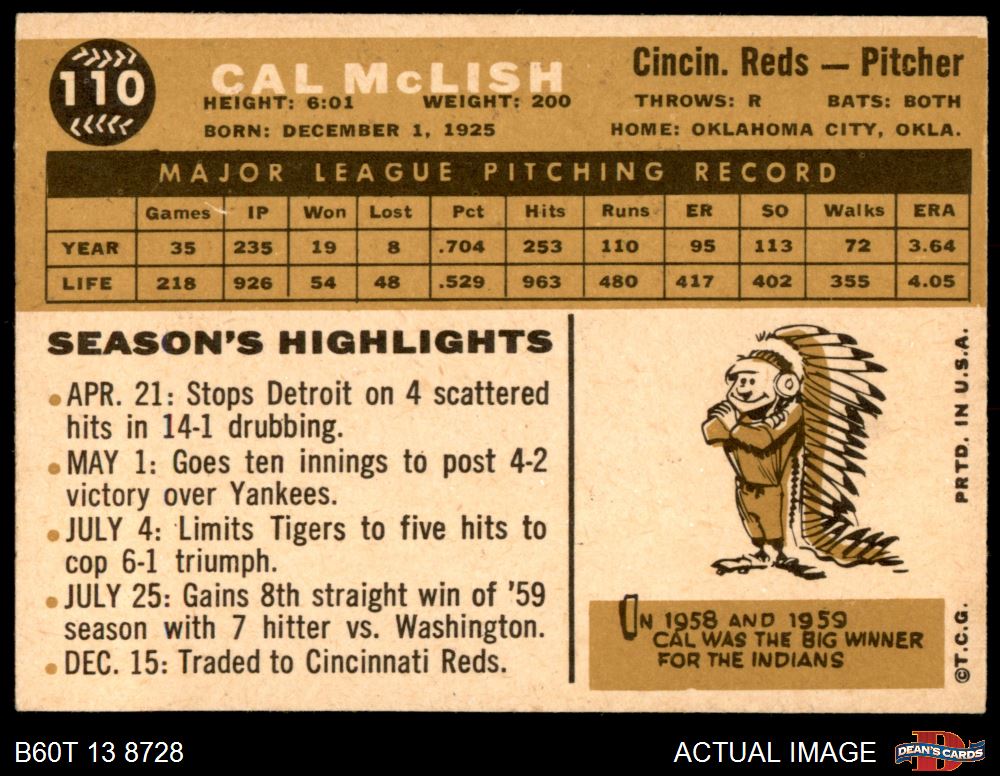 110
CAL McLISH
Cincin. Reds — Pitcher
HEIGHT: 6:01 WEIGHT: 200 THROWS: R BATS: BOTH
BORN: DECEMBER 1, 1925 HOME: OKLAHOMA CITY, OKLA.
MAJOR LEAGUE PITCHING RECORD
Games IP Won Lost Pct Hits Runs ER SO Walks ERA
YEAR 35 235 19 8 .704 253 110 95 113 72 3.64
LIFE 218 926 54 48 .529 963 480 417 402 355 4.05
SEASON'S HIGHLIGHTS
• APR. 21: Stops Detroit on 4 scattered
hits in 14-1 drubbing.
• MAY 1: Goes ten innings to post 4-2
victory over Yankees.
• JULY 4: Limits Tigers to five hits to
cop 6-1 triumph.
• JULY 25: Gains 8th straight win of '59
season with 7 hitter vs. Washington.
• DEC. 15: Traded to Cincinnati Reds.
IN 1958 AND 1959
CAL WAS THE BIG WINNER
FOR THE INDIANS
PRTD. IN U.S.A.
©T.C.G.
B60T 13 8728
ACTUAL IMAGE
DEAN'S CARDS